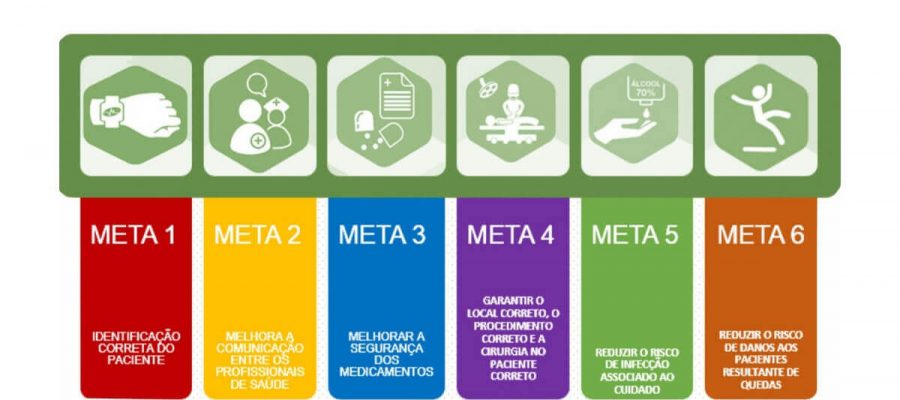 ÁLCOOL
70%
META 1
IDENTIFICAÇÃO
CORRETA DO
PACIENTE
META 2
MELHORA A
COMUNICAÇÃO
ENTRE OS
PROFISSIONAIS
DE SAÚDE
META 3
MELHORAR A
SEGURANÇA
DOS
MEDICAMENTOS
META 4
GARANTIR O
LOCAL CORRETO, O
PROCEDIMENTO
CORRETO E A
CIRURGIA NO
PACIENTE
CORRETO
META 5
REDUZIR O RISCO
DE INFECÇÃO
ASSOCIADO AO
CUIDADO
META 6
REDUZIR O RISCO
DE DANOS AOS
PACIENTES
RESULTANTE DE
QUEDAS